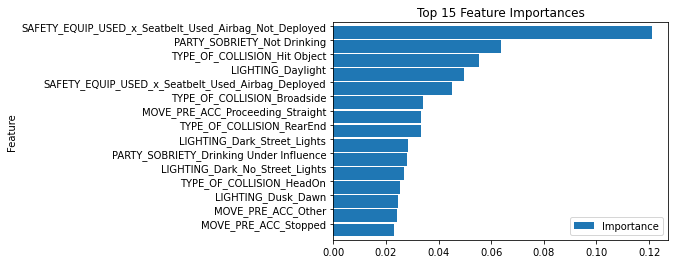 Top 15 Feature Importances
SAFETY_EQUIP_USED_x_Seatbelt_Used_Airbag_Not_Deployed
PARTY_SOBRIETY_Not Drinking
TYPE_OF_COLLISION_Hit Object
LIGHTING_Daylight
SAFETY_EQUIP_USED_x_Seatbelt_Used_Airbag_Deployed
TYPE_OF_COLLISION_Broadside
MOVE_PRE_ACC_Proceeding_Straight
TYPE_OF_COLLISION_RearEnd
LIGHTING_Dark_Street_Lights
PARTY_SOBRIETY_Drinking Under Influence
LIGHTING_Dark_No_Street_Lights
TYPE_OF_COLLISION_HeadOn
LIGHTING_Dusk_Dawn
MOVE_PRE_ACC_Other
MOVE_PRE_ACC_Stopped
Feature
Importance
0.00 0.02 0.04 0.06 0.08 0.10 0.12